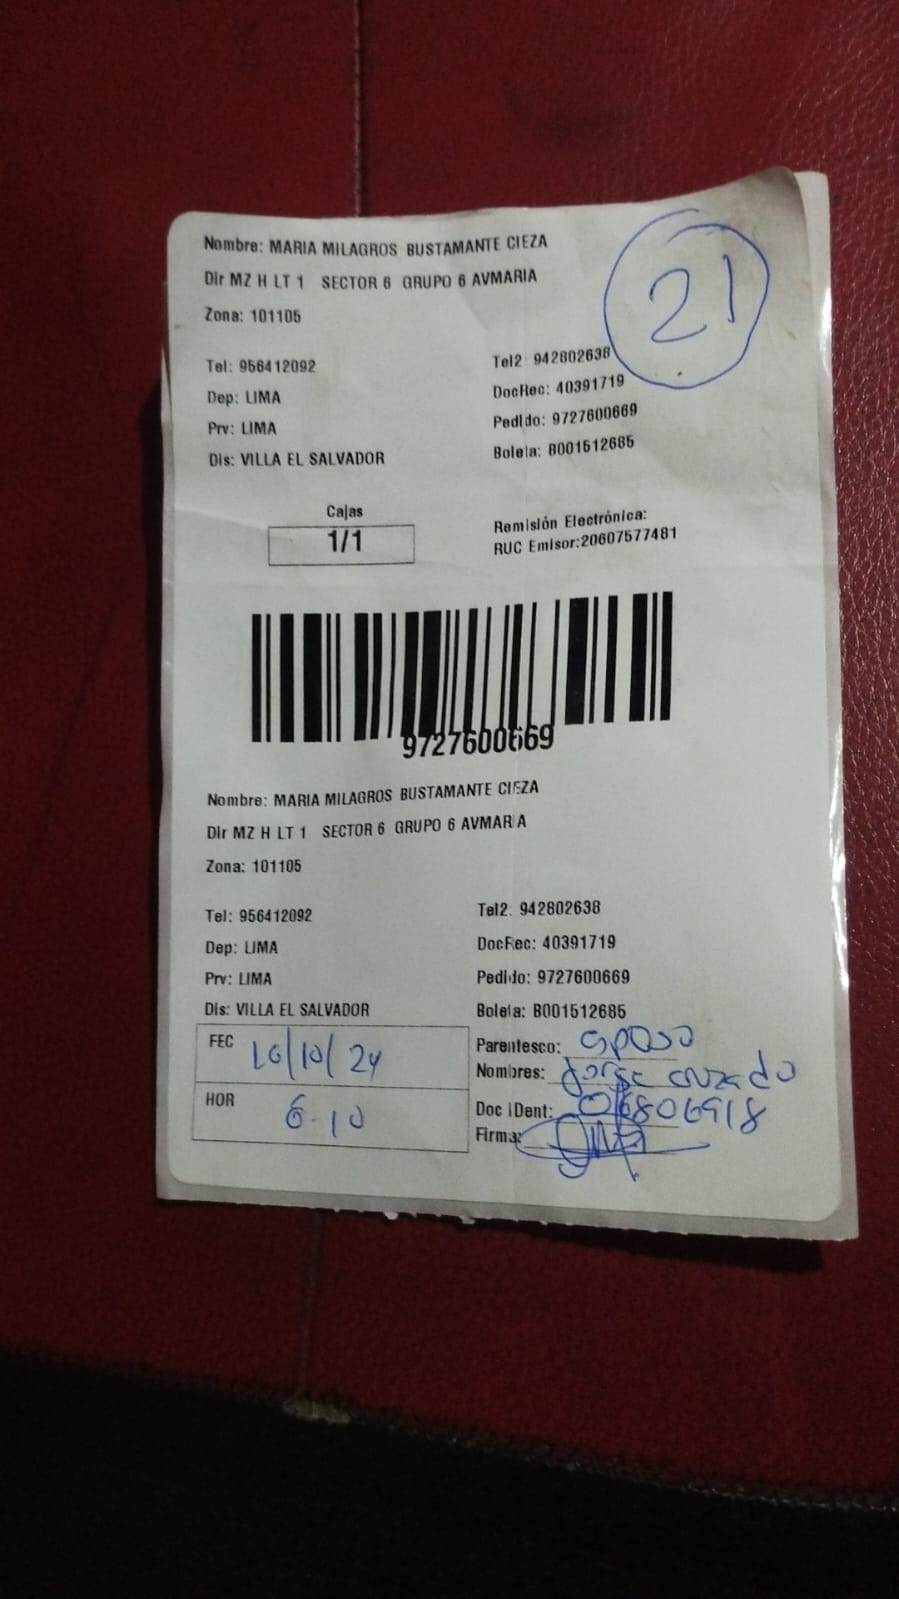 Nombre: MARIA MILAGROS BUSTAMANTE CIEZA
21
Dir MZ H LT 1 SECTOR 6 GRUPO 6 AVMARIA
Zona: 101105
Tel: 956412092 Tel2: 942802638
Dep: LIMA DocRec: 40391719
Prv: LIMA Pedido: 9727600669
Dis: VILLA EL SALVADOR Boleta: B001512685
Cajas
1/1
Remisión Electrónica:
RUC Emisor:20607577481
9727600669
Nombre: MARIA MILAGROS BUSTAMANTE CIEZA
Dir MZ H LT 1 SECTOR 6 GRUPO 6 AVMARIA
Zona: 101105
Tel: 956412092 Tel2. 942802638
Dep: LIMA DocRec: 40391719
Prv: LIMA Pedido: 9727600669
Dis: VILLA EL SALVADOR Boleta: B001512685
FEC 10/10/24 Parentesco: esposo
Nombres: Jorge cruzado
HOR 6.10 Doc IDent:
Firma: